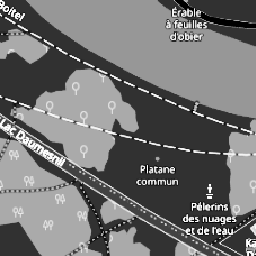 Érable
à feuilles
d'obier
Boitel
Lac Daumesnil
Platane
commun
Pèlerins
des nuages
et de l'eau